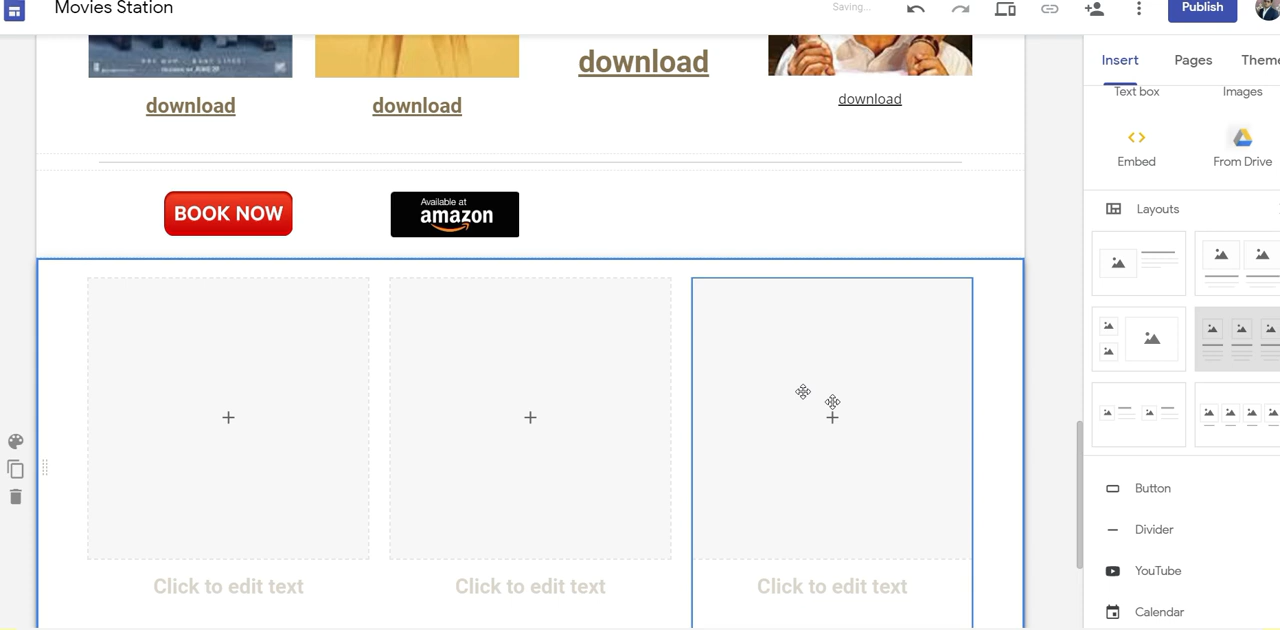 Movies Station
Saving...
Publish
download
download
download
download
Insert
Pages
Theme
Text box
Images
Embed
From Drive
BOOK NOW
Available at
amazon
Layouts
Button
Divider
YouTube
Calendar
Click to edit text
Click to edit text
Click to edit text